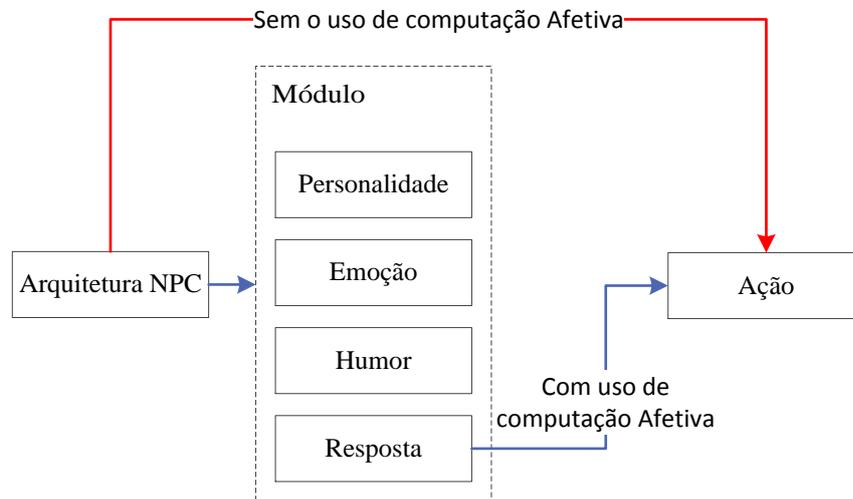 Sem o uso de computação Afetiva
Módulo
Personalidade
Emoção
Humor
Resposta
Arquitetura NPC
Ação
Com uso de
computação Afetiva